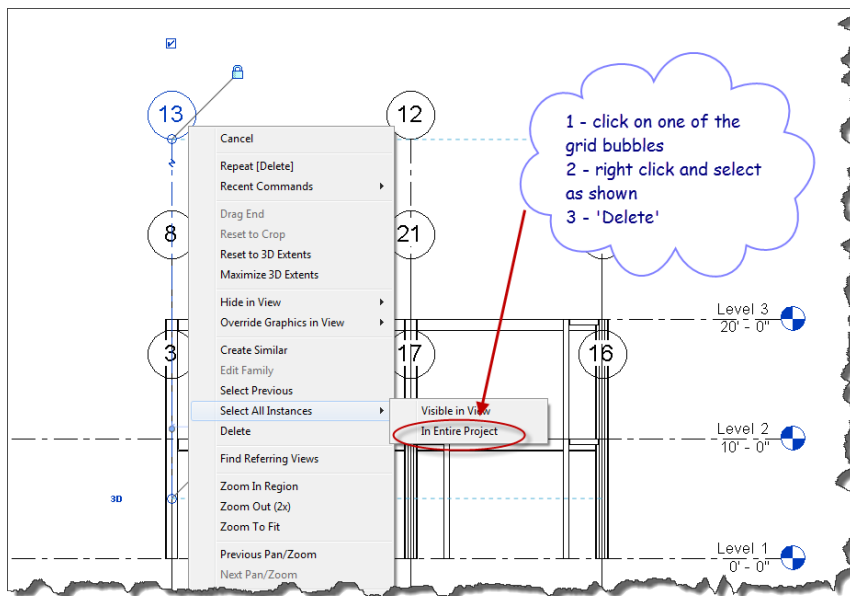 13
12
1 - click on one of the
grid bubbles
2 - right click and select
as shown
3 - 'Delete'
Cancel
Repeat [Delete]
Recent Commands
Drag End
Reset to Crop
Reset to 3D Extents
Maximize 3D Extents
Hide in View
Override Graphics in View
Create Similar
Edit Family
Select Previous
Select All Instances
Delete
Find Referring Views
Zoom In Region
Zoom Out (2x)
Zoom To Fit
Previous Pan/Zoom
Next Pan/Zoom
Visible in View
In Entire Project
8
21
3
17
16
Level 3
20' - 0"
Level 2
10' - 0"
3D
Level 1
0' - 0"